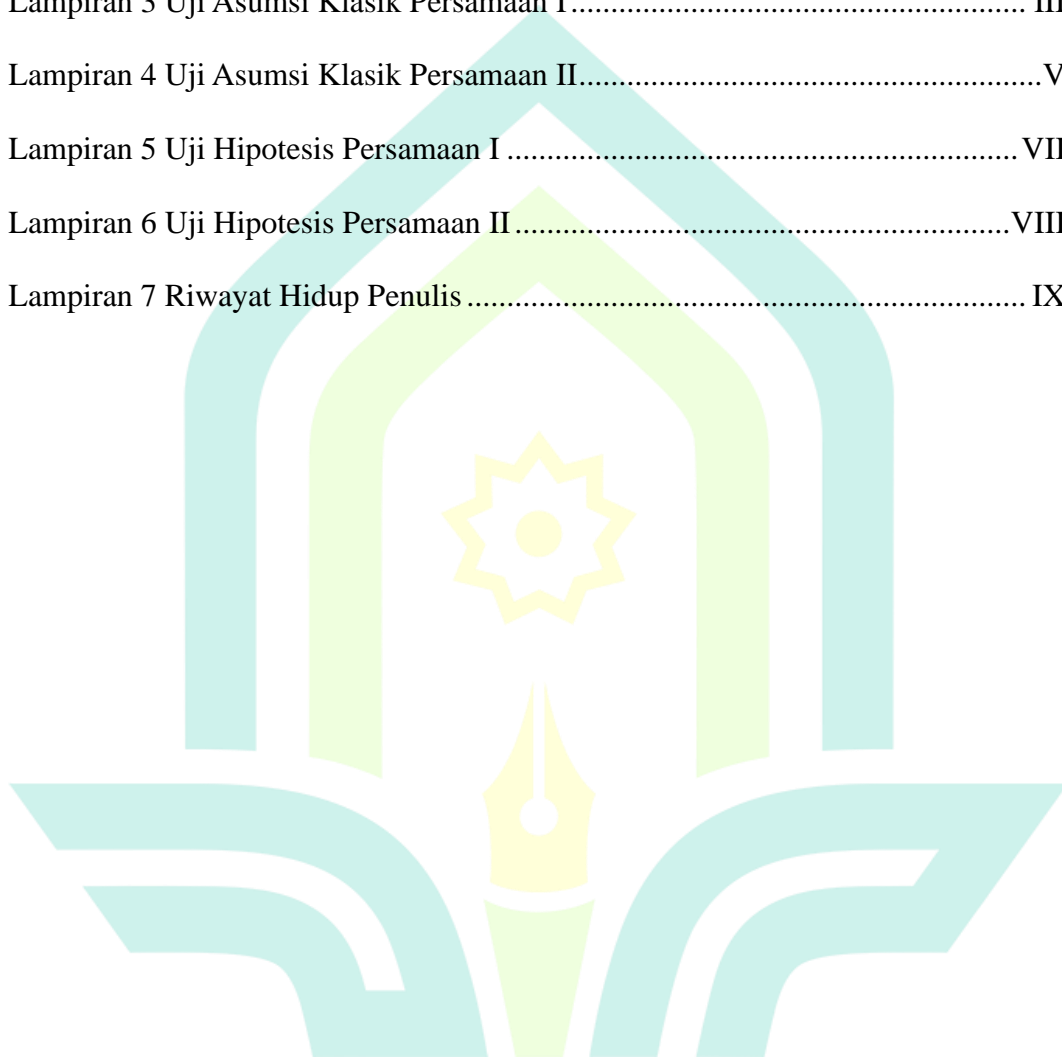 Lampiran 3 Uji Asumsi Klasik Persamaan I........................................................ III
Lampiran 4 Uji Asumsi Klasik Persamaan II........................................................V
Lampiran 5 Uji Hipotesis Persamaan I ...............................................................VII
Lampiran 6 Uji Hipotesis Persamaan II .............................................................VIII
Lampiran 7 Riwayat Hidup Penulis .................................................................... IX